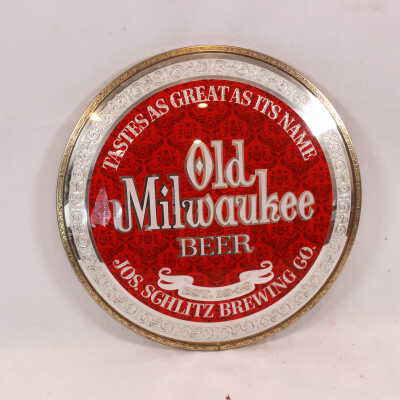 TASTES AS GREAT AS ITS NAME
Old
Milwaukee
BEER
JOS. SCHLITZ BREWING CO.